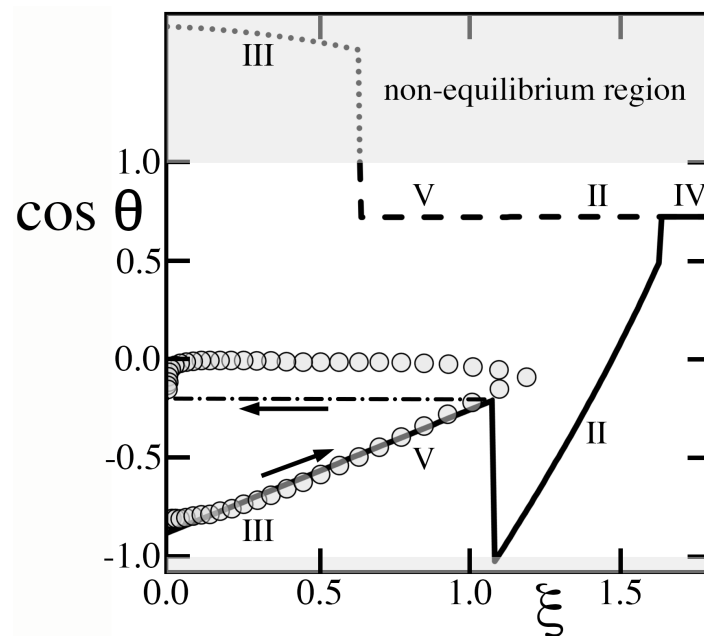 III
non-equilibrium region
1.0
V II IV
cos θ
0.5
0.0
-0.5
V
II
III
-1.0
0.0 0.5 1.0 1.5
ξ